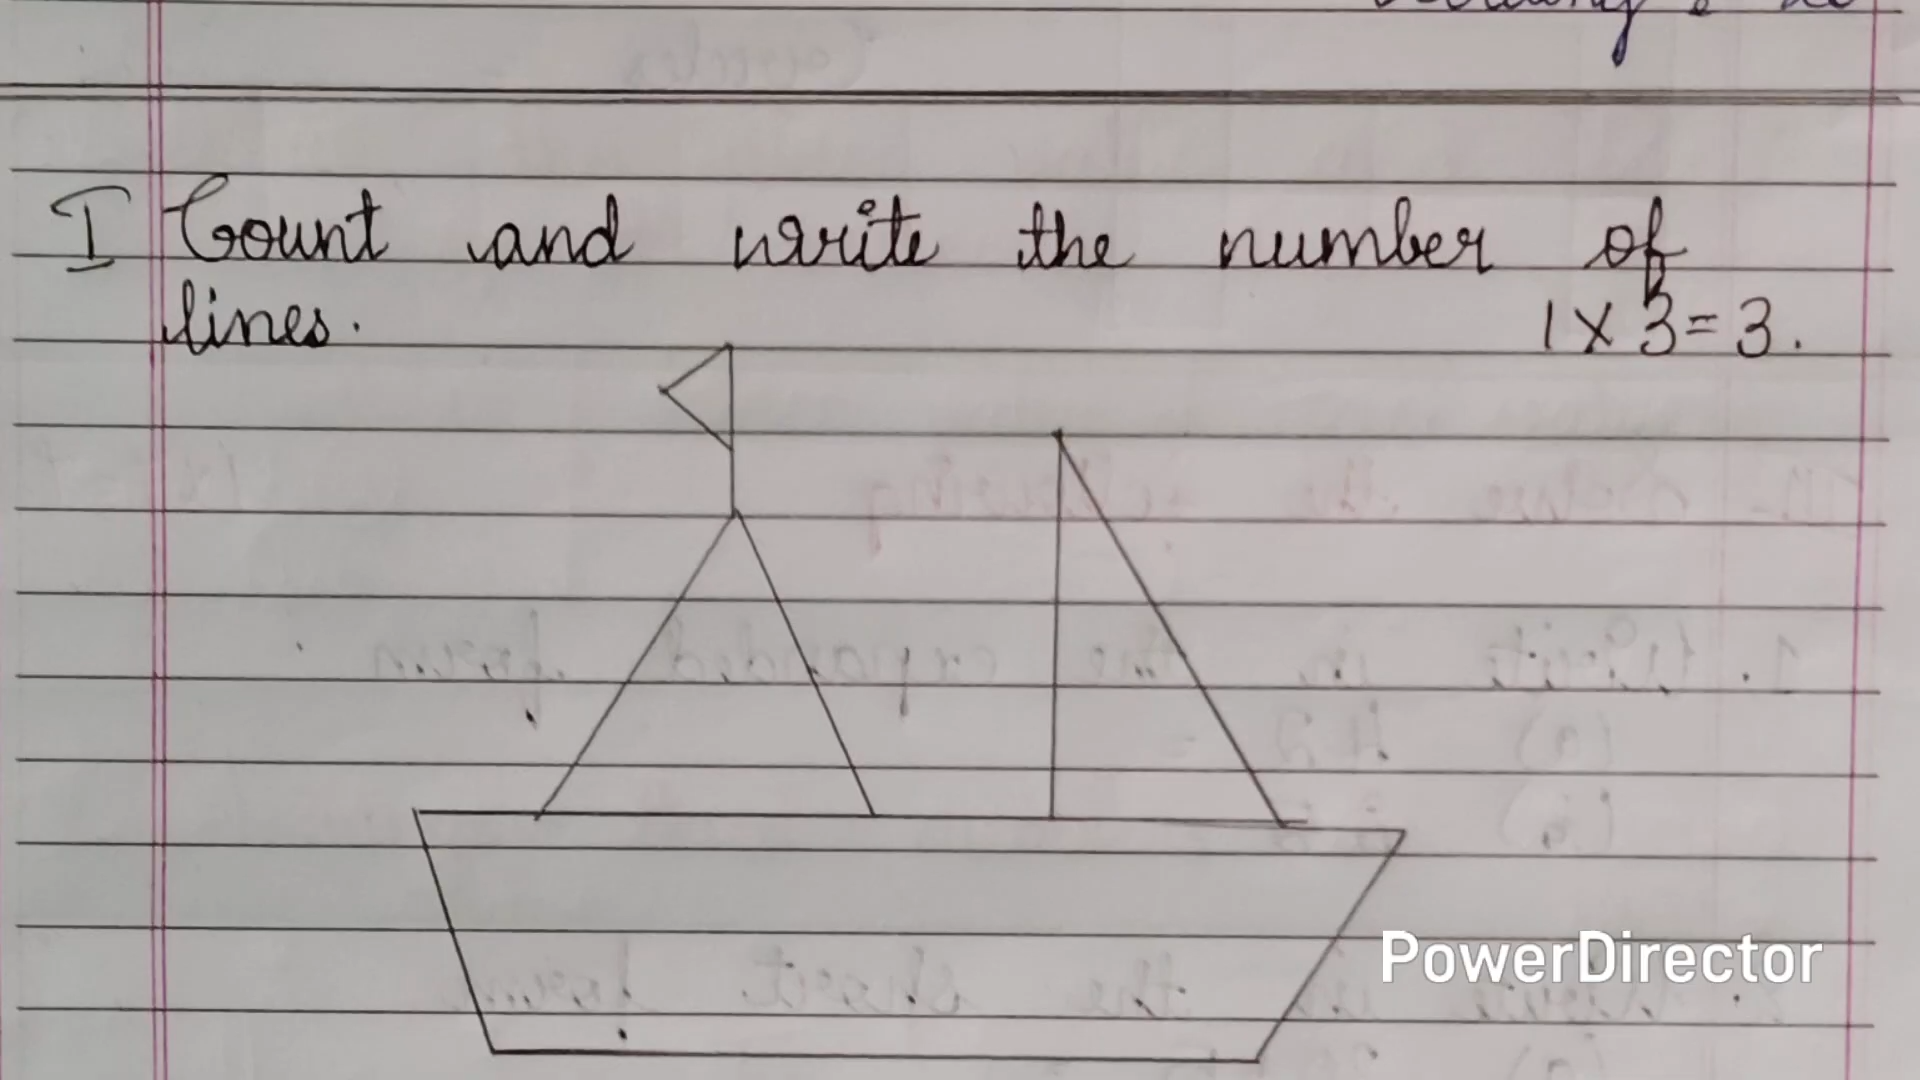 I Count and write the number of
lines. 1 x 3 = 3.
PowerDirector